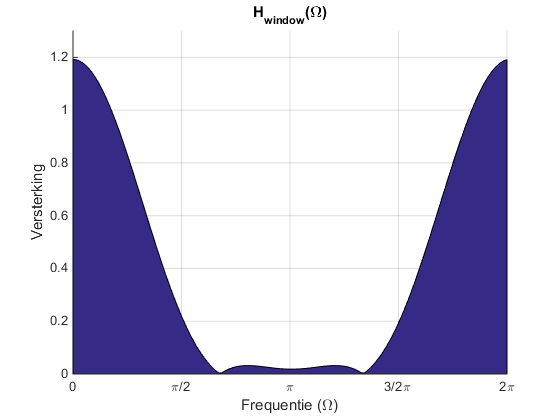 H_window(Ω)
Versterking
1.2
1
0.8
0.6
0.4
0.2
0
0 π/2 π 3/2π 2π
Frequentie (Ω)